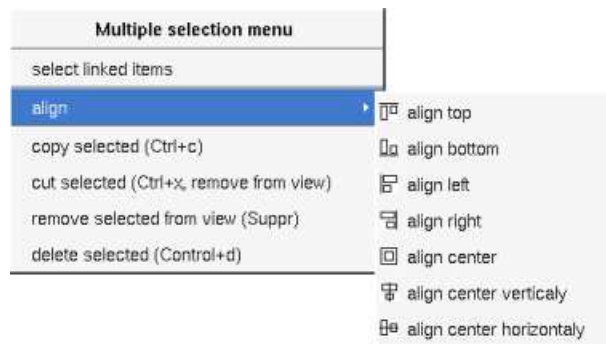 Multiple selection menu
select linked items
align
copy selected (Ctrl+c)
cut selected (Ctrl+x, remove from view)
remove selected from view (Suppr)
delete selected (Control+d)
align top
align bottom
align left
align right
align center
align center verticaly
align center horizontaly